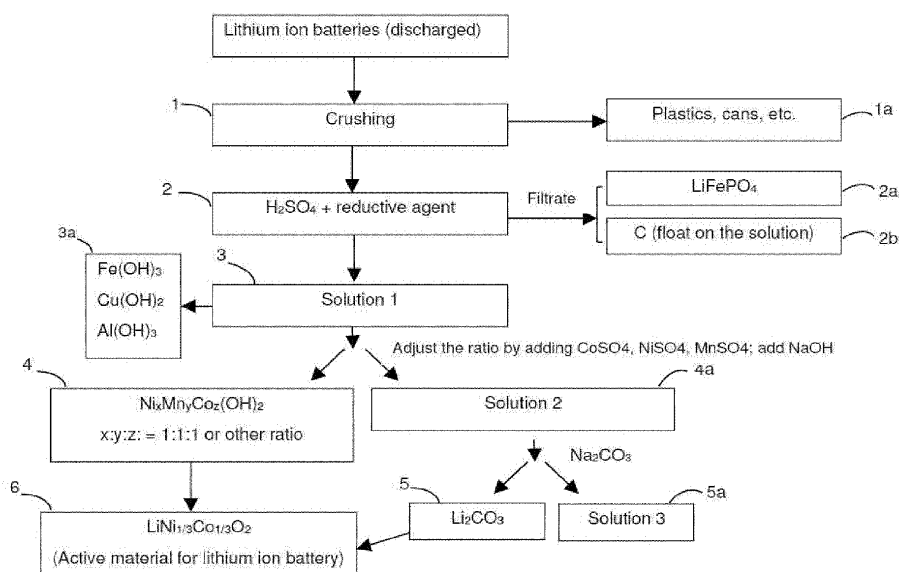 Lithium ion batteries (discharged)
1
Crushing
Plastics, cans, etc.
1a
2
H₂SO₄ + reductive agent
Filtrate
LiFePO₄
2a
C (float on the solution)
2b
3a
Fe(OH)₃
Cu(OH)₂
Al(OH)₃
3
Solution 1
Adjust the ratio by adding CoSO4, NiSO4, MnSO4; add NaOH
4
NiₓMnᵧCo_z(OH)₂
x:y:z: = 1:1:1 or other ratio
4a
Solution 2
Na₂CO₃
5
Li₂CO₃
5a
Solution 3
6
LiNi₁/₃Co₁/₃O₂
(Active material for lithium ion battery)